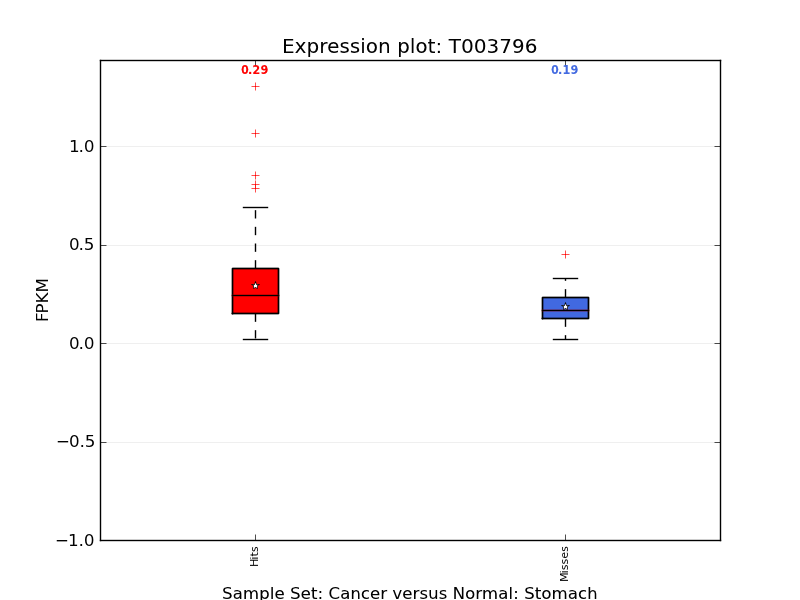 Expression plot: T003796
0.29
0.19
1.0
0.5
0.0
−0.5
−1.0
FPKM
Hits
Misses
Sample Set: Cancer versus Normal: Stomach